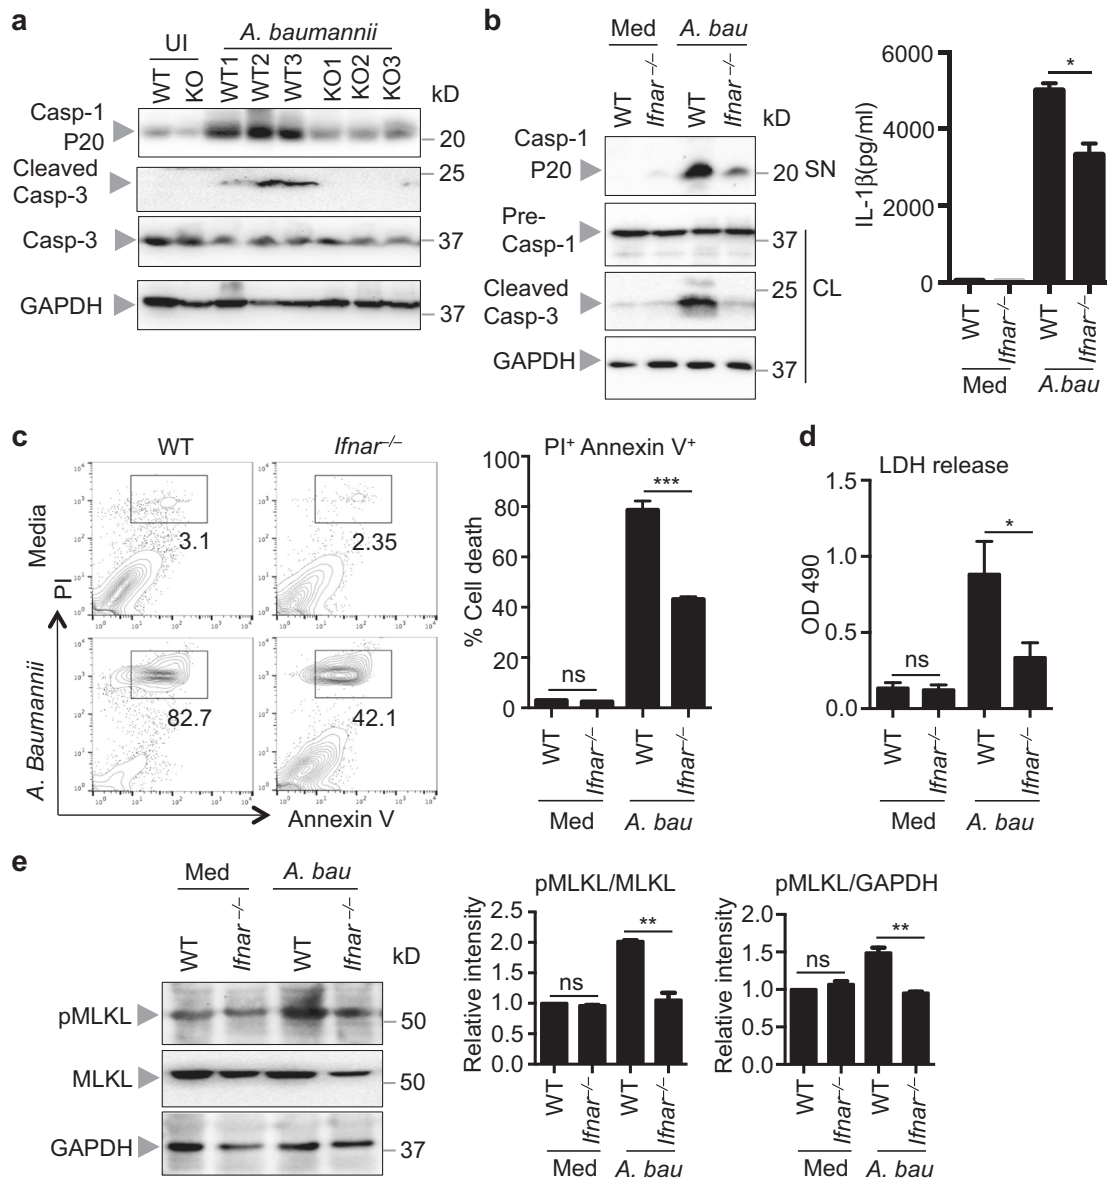 a
UI
A. baumannii
WT
KO
WT1
WT2
WT3
KO1
KO2
KO3
kD
Casp-1
P20
20
Cleaved
Casp-3
25
Casp-3
37
GAPDH
37
b
Med
A. bau
WT
Ifnar–/–
WT
Ifnar–/–
kD
Casp-1
P20
20
SN
Pre-
Casp-1
37
Cleaved
Casp-3
25
CL
GAPDH
37
IL-1β(pg/ml)
6000
4000
2000
0
*
WT
Ifnar–/–
WT
Ifnar–/–
Med
A.bau
c
WT
Ifnar–/–
Media
3.1
2.35
PI
A. Baumannii
82.7
42.1
Annexin V
PI+ Annexin V+
% Cell death
100
80
60
40
20
0
ns
***
WT
Ifnar–/–
WT
Ifnar–/–
Med
A. bau
d
LDH release
OD 490
1.5
1.0
0.5
0.0
ns
*
WT
Ifnar–/–
WT
Ifnar–/–
Med
A. bau
e
Med
A. bau
WT
Ifnar –/–
WT
Ifnar –/–
kD
pMLKL
50
MLKL
50
GAPDH
37
pMLKL/MLKL
Relative intensity
2.5
2.0
1.5
1.0
0.5
0.0
ns
**
WT
Ifnar–/–
WT
Ifnar–/–
Med
A. bau
pMLKL/GAPDH
Relative intensity
2.0
1.5
1.0
0.5
0.0
ns
**
WT
Ifnar–/–
WT
Ifnar–/–
Med
A. bau